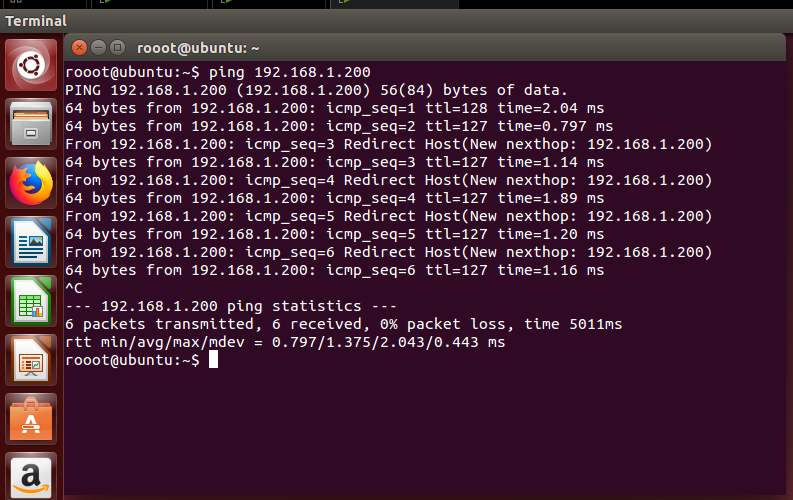 Terminal
rooot@ubuntu: ~
rooot@ubuntu:~$ ping 192.168.1.200
PING 192.168.1.200 (192.168.1.200) 56(84) bytes of data.
64 bytes from 192.168.1.200: icmp_seq=1 ttl=128 time=2.04 ms
64 bytes from 192.168.1.200: icmp_seq=2 ttl=127 time=0.797 ms
From 192.168.1.200: icmp_seq=3 Redirect Host(New nexthop: 192.168.1.200)
64 bytes from 192.168.1.200: icmp_seq=3 ttl=127 time=1.14 ms
From 192.168.1.200: icmp_seq=4 Redirect Host(New nexthop: 192.168.1.200)
64 bytes from 192.168.1.200: icmp_seq=4 ttl=127 time=1.89 ms
From 192.168.1.200: icmp_seq=5 Redirect Host(New nexthop: 192.168.1.200)
64 bytes from 192.168.1.200: icmp_seq=5 ttl=127 time=1.20 ms
From 192.168.1.200: icmp_seq=6 Redirect Host(New nexthop: 192.168.1.200)
64 bytes from 192.168.1.200: icmp_seq=6 ttl=127 time=1.16 ms
^C
--- 192.168.1.200 ping statistics ---
6 packets transmitted, 6 received, 0% packet loss, time 5011ms
rtt min/avg/max/mdev = 0.797/1.375/2.043/0.443 ms
rooot@ubuntu:~$